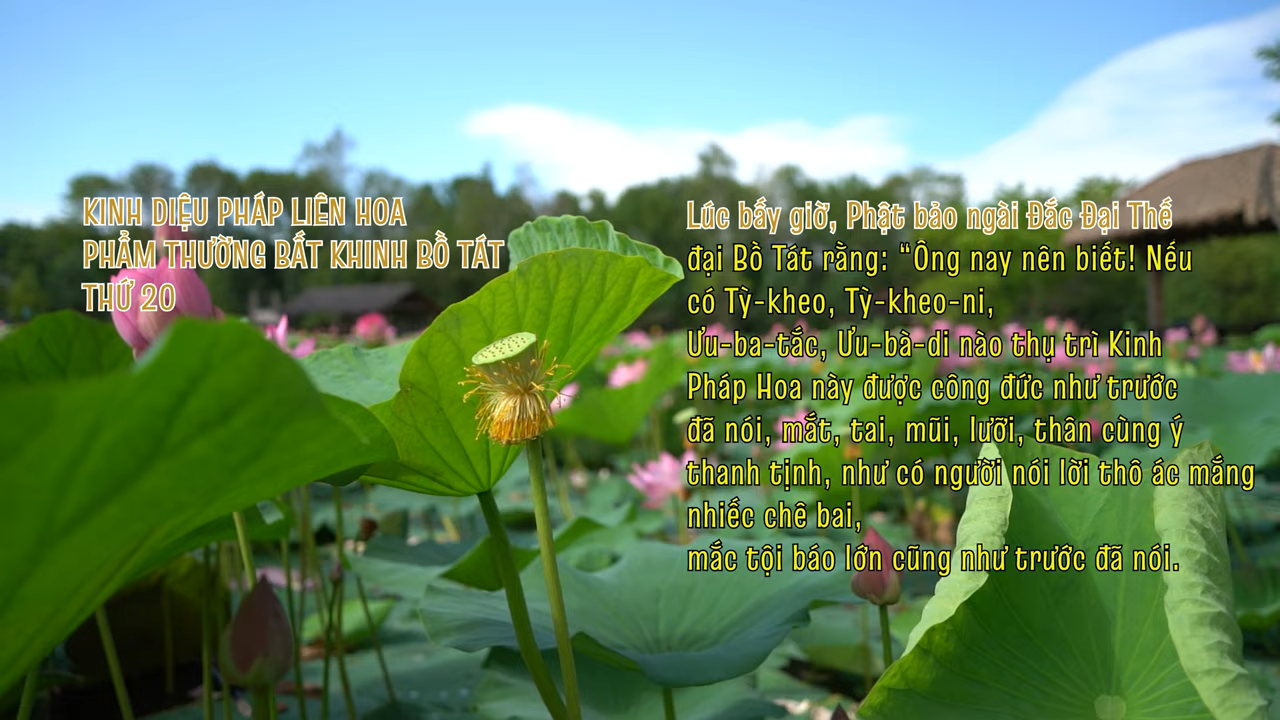 KINH DIỆU PHÁP LIÊN HOA
PHẨM THƯỜNG BẤT KHINH BỒ TÁT
THỨ 20
Lúc bấy giờ, Phật bảo ngài Đắc Đại Thế
đại Bồ Tát rằng: “Ông nay nên biết! Nếu
có Tỳ-kheo, Tỳ-kheo-ni,
Ưu-ba-tắc, Ưu-bà-di nào thụ trì Kinh
Pháp Hoa này được công đức như trước
đã nói, mắt, tai, mũi, lưỡi, thân cùng ý
thanh tịnh, như có người nói lời thô ác mắng
nhiếc chê bai,
mắc tội báo lớn cũng như trước đã nói.